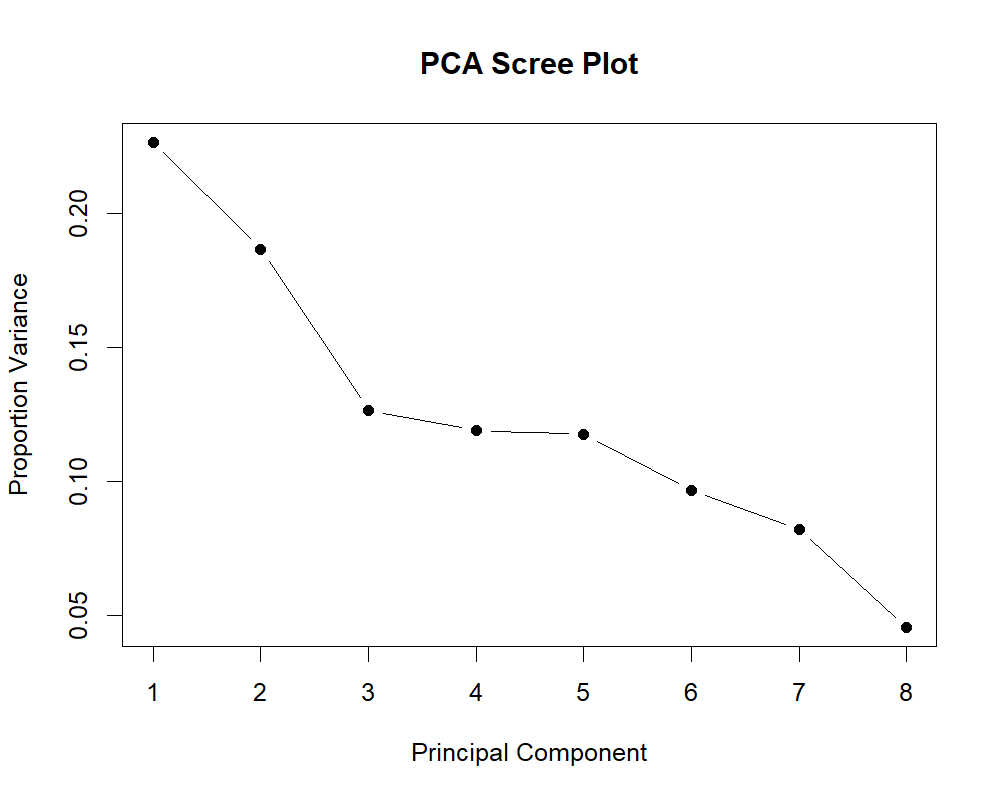 PCA Scree Plot
Proportion Variance
0.20
0.15
0.10
0.05
1 2 3 4 5 6 7 8
Principal Component